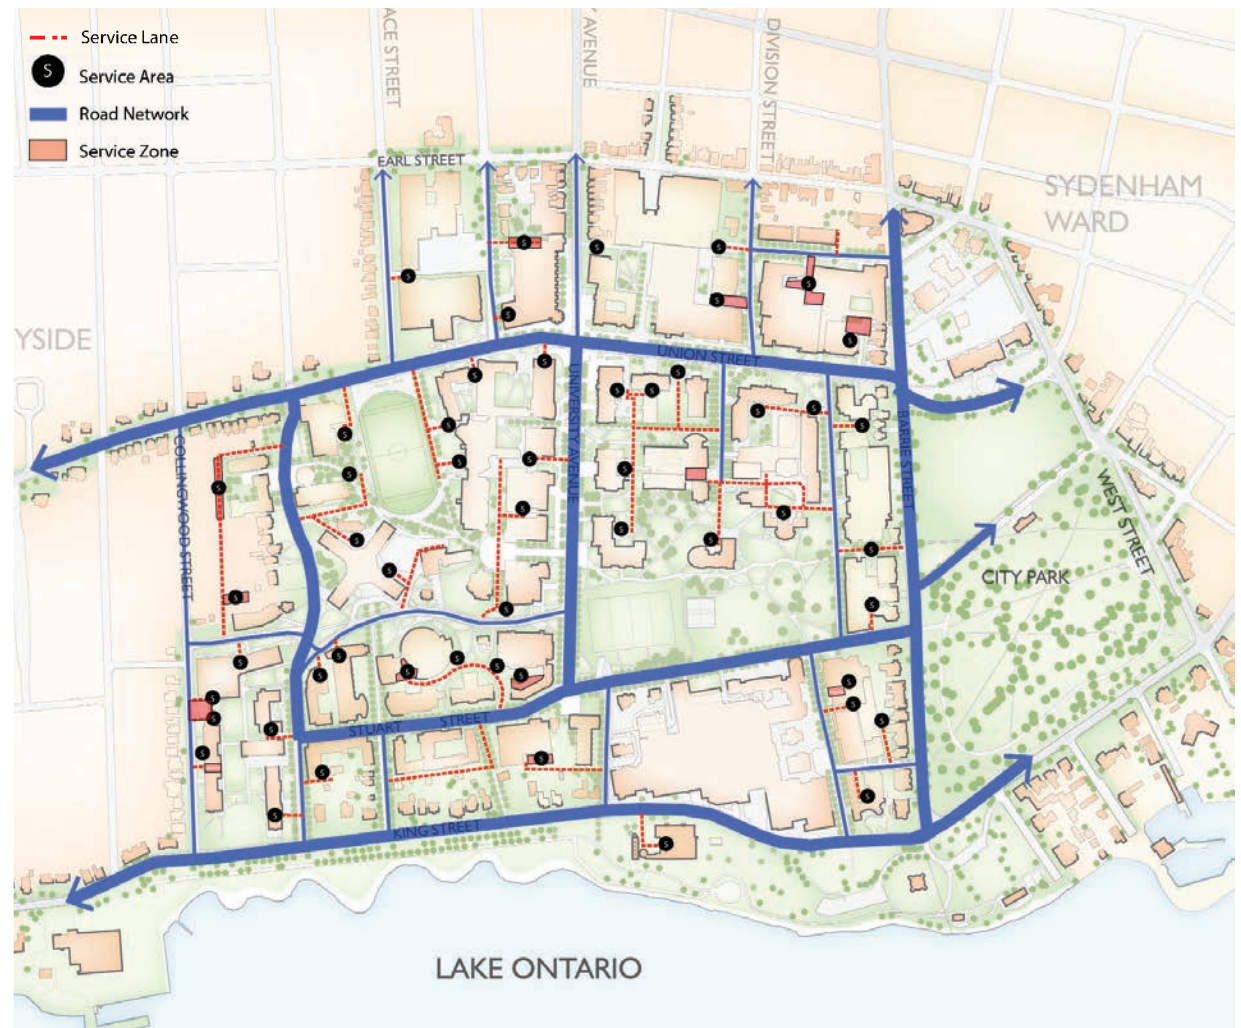 Service Lane
S
Service Area
Road Network
Service Zone
ACE STREET
AVENUE
DIVISION STREET
EARL STREET
SYDENHAM
WARD
YSIDE
UNION STREET
UNIVERSITY AVENUE
COLLINGWOOD STREET
BARRIE STREET
WEST STREET
CITY PARK
STUART STREET
KING STREET
LAKE ONTARIO